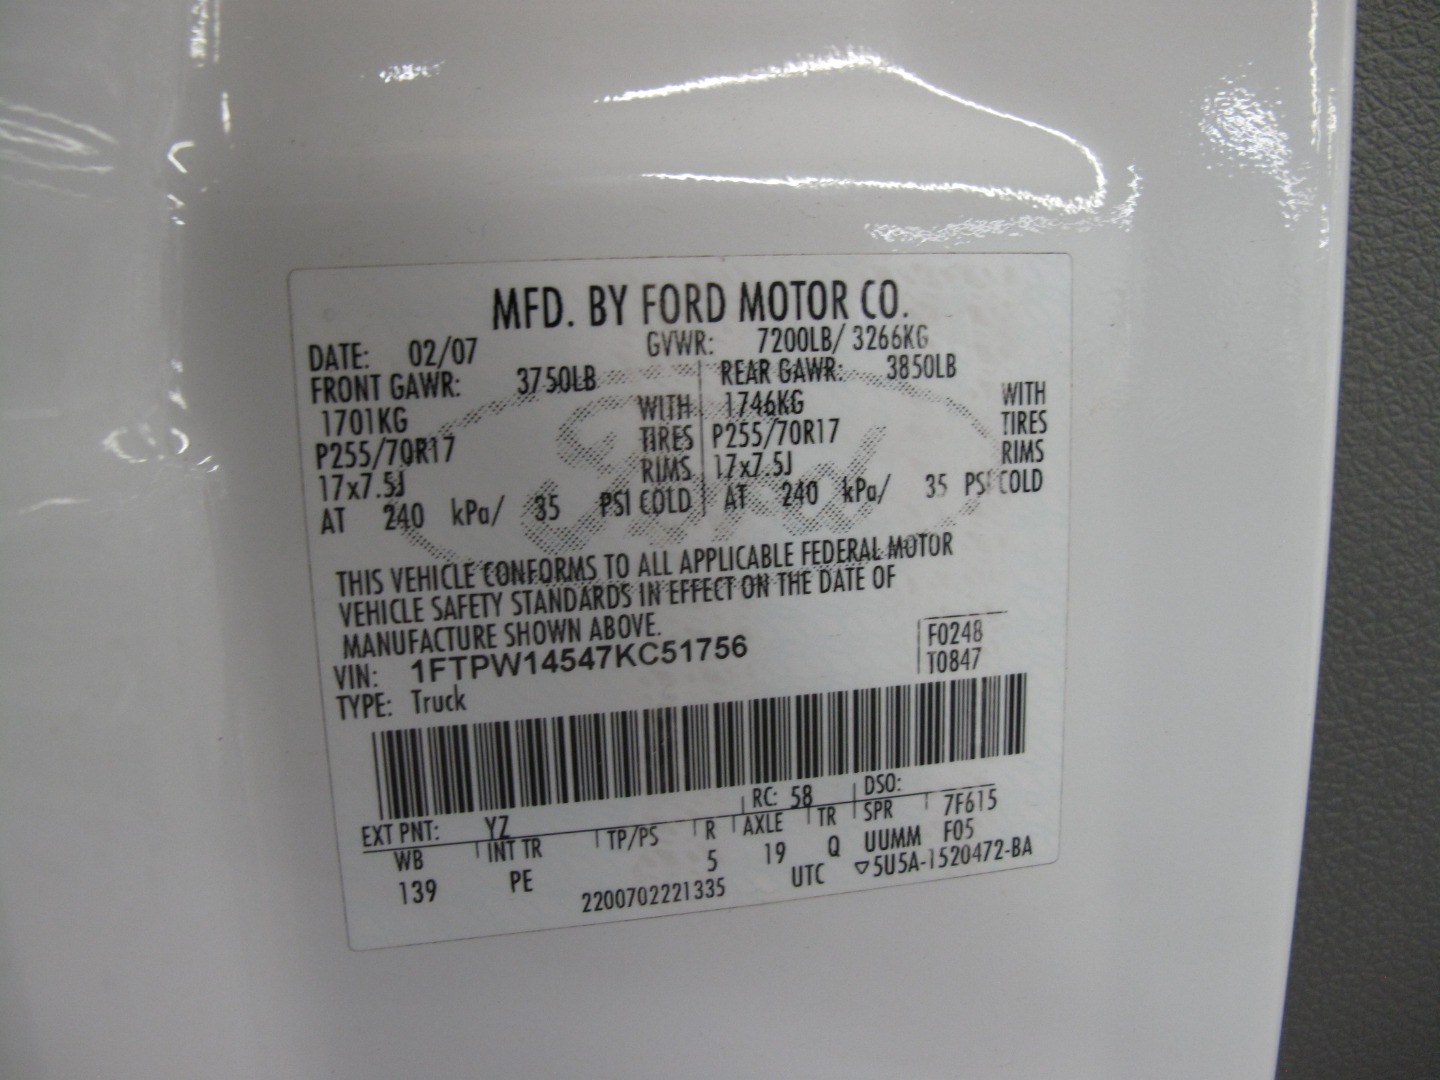 MFD. BY FORD MOTOR CO.
DATE: 02/07 GVWR: 7200LB/ 3266KG
FRONT GAWR: 3750LB REAR GAWR: 3850LB
1701KG WITH 1746KG WITH
P255/70R17 TIRES P255/70R17 TIRES
17x7.5J RIMS 17x7.5J RIMS
AT 240 kPa/ 35 PSI COLD AT 240 kPa/ 35 PSI COLD
THIS VEHICLE CONFORMS TO ALL APPLICABLE FEDERAL MOTOR
VEHICLE SAFETY STANDARDS IN EFFECT ON THE DATE OF
MANUFACTURE SHOWN ABOVE.
VIN: 1FTPW14547KC51756 F0248
TYPE: Truck T0847
EXT PNT: YZ RC: 58 DSO:
WB INT TR TP/PS R AXLE TR SPR 7F615
139 PE 5 19 Q UUMM F05
2200702221335 UTC ▽5U5A-1520472-BA
Ford